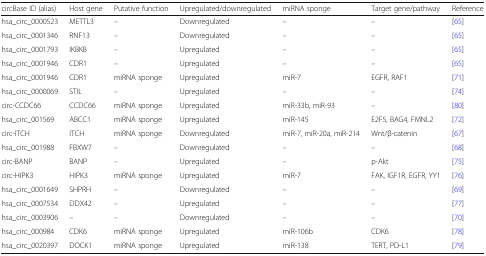 circBase ID (alias) Host gene Putative function Upregulated/downregulated miRNA sponge Target gene/pathway Reference
hsa_circ_0000523 METTL3 – Downregulated – – [65]
hsa_circ_0001346 RNF13 – Downregulated – – [65]
hsa_circ_0001793 IKBKB – Upregulated – – [65]
hsa_circ_0001946 CDR1 – Upregulated – – [65]
hsa_circ_0001946 CDR1 miRNA sponge Upregulated miR-7 EGFR, RAF1 [71]
hsa_circ_0000069 STIL – Upregulated – – [74]
circ-CCDC66 CCDC66 miRNA sponge Upregulated miR-33b, miR-93 – [80]
hsa_circ_001569 ABCC1 miRNA sponge Upregulated miR-145 E2F5, BAG4, FMNL2 [72]
circ-ITCH ITCH miRNA sponge Downregulated miR-7, miR-20a, miR-214 Wnt/β-catenin [67]
hsa_circ_001988 FBXW7 – Downregulated – – [68]
circ-BANP BANP – Upregulated – p-Akt [75]
circ-HIPK3 HIPK3 miRNA sponge Upregulated miR-7 FAK, IGF1R, EGFR, YY1 [76]
hsa_circ_0001649 SHPRH – Downregulated – – [69]
hsa_circ_0007534 DDX42 – Upregulated – – [77]
hsa_circ_0003906 – – Downregulated – – [70]
hsa_circ_000984 CDK6 miRNA sponge Upregulated miR-106b CDK6 [78]
hsa_circ_0020397 DOCK1 miRNA sponge Upregulated miR-138 TERT, PD-L1 [79]